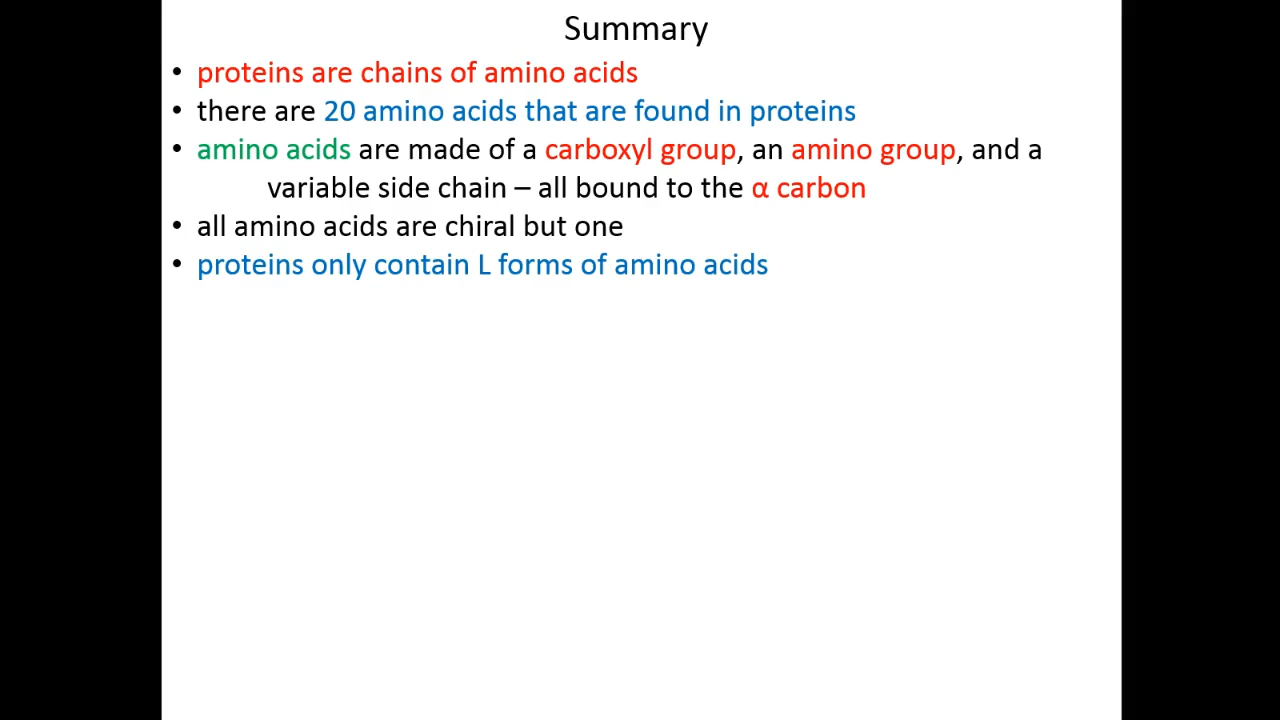 Summary
• proteins are chains of amino acids
• there are 20 amino acids that are found in proteins
• amino acids are made of a carboxyl group, an amino group, and a
variable side chain – all bound to the α carbon
• all amino acids are chiral but one
• proteins only contain L forms of amino acids